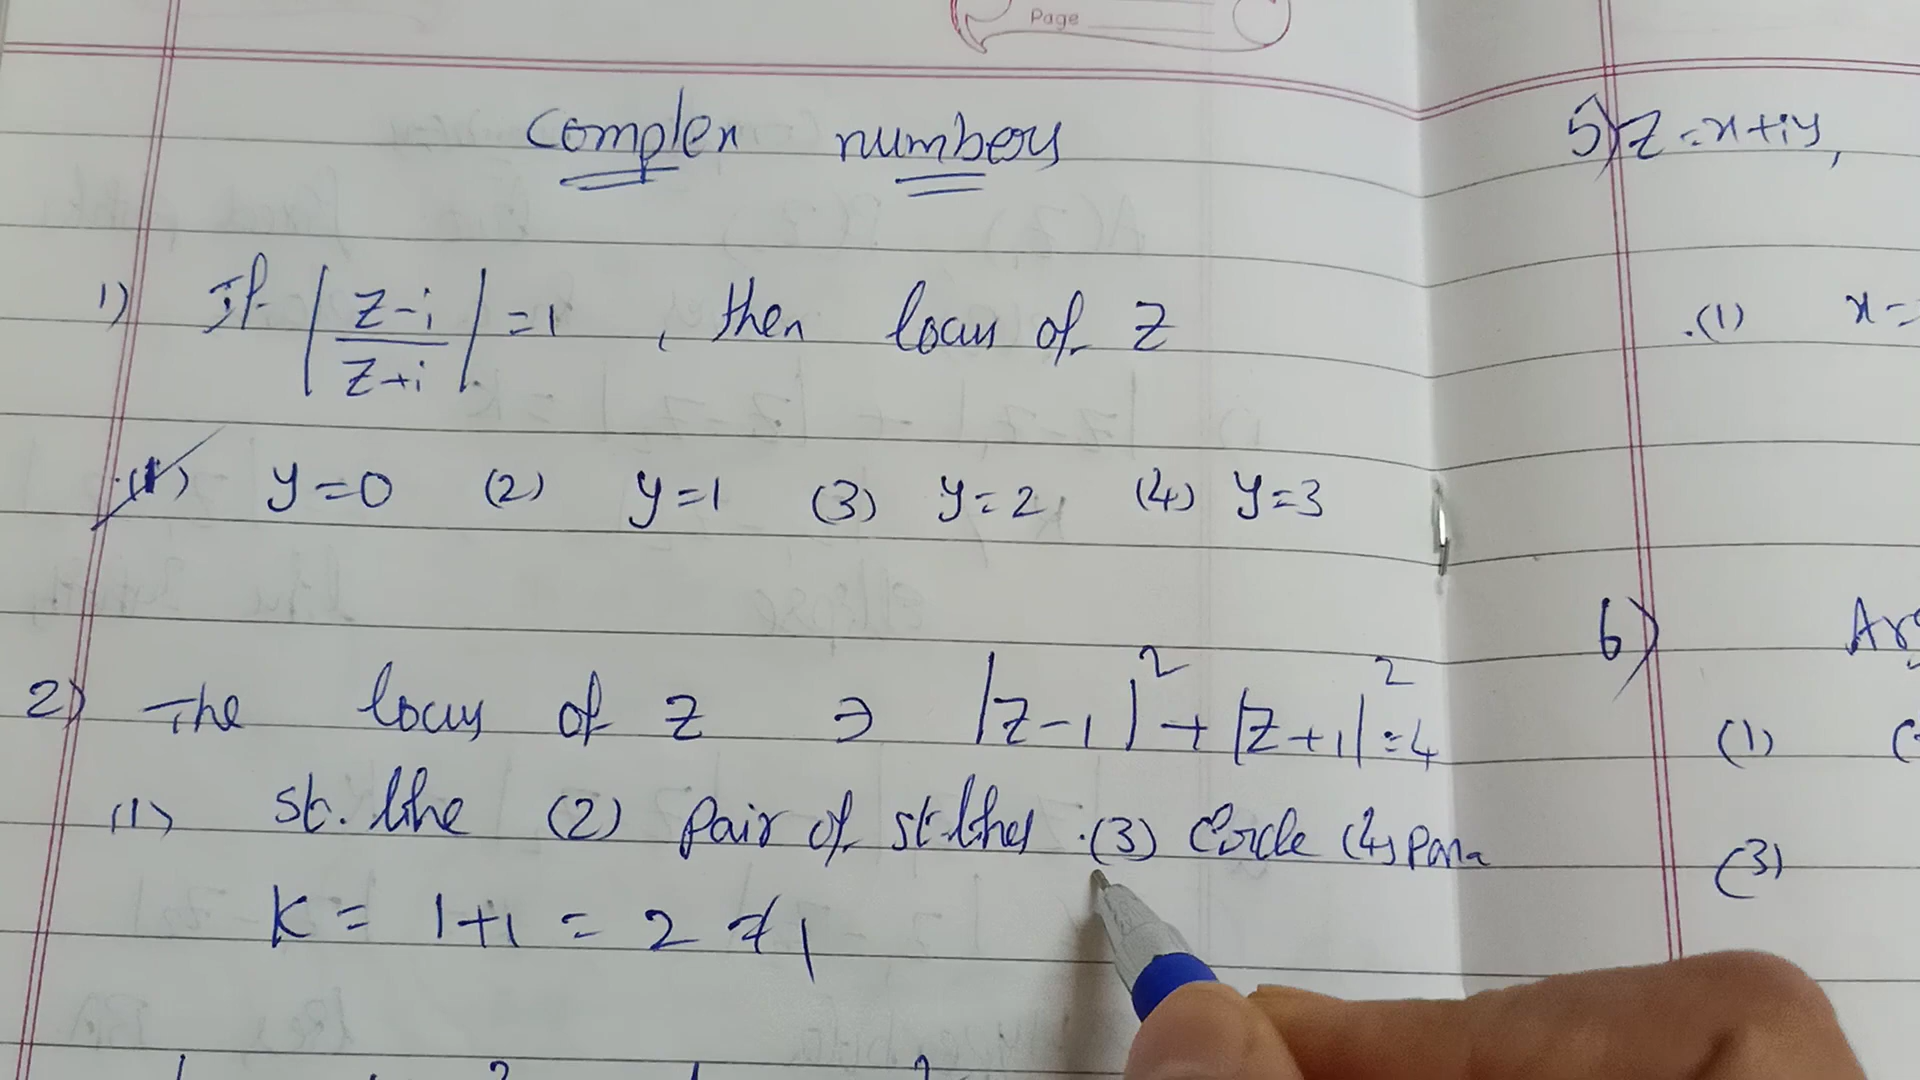 Page
Complex numbers
1) If |z-i/z+i| = 1, then locus of z
(1) y=0 (2) y=1 (3) y=2 (4) y=3
2) The locus of z ∋ |z-1|² + |z+1|² = 4
(1) st. line (2) pair of st. lines (3) circle (4) para
K = 1+1 = 2 ≠ 1
5) z = x+iy,
(1) x =
6) Arg
(1) (
(3)